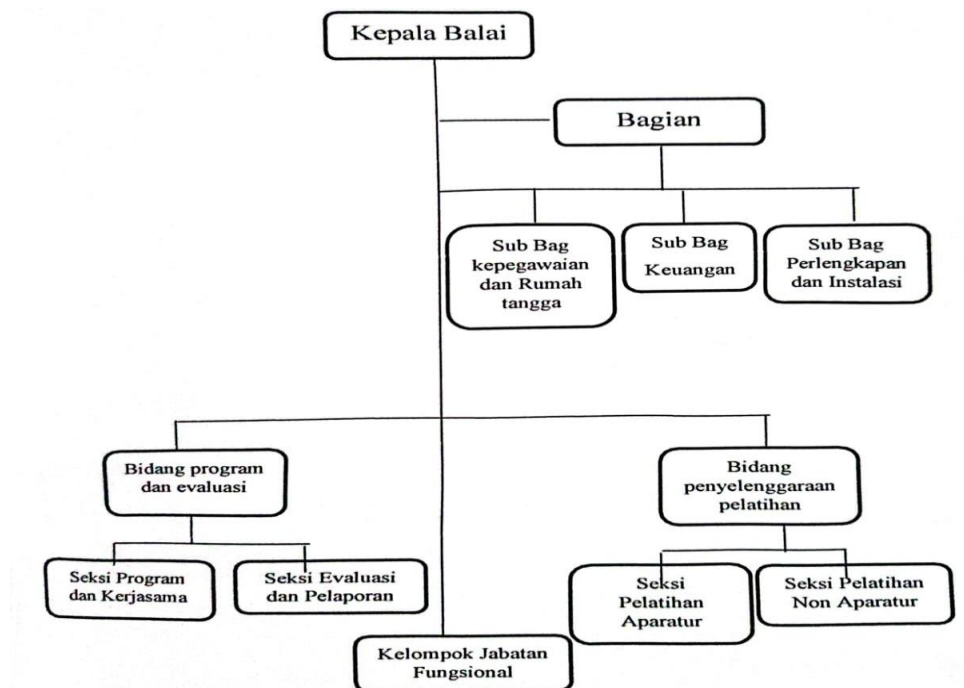 Kepala Balai
Bagian
Sub Bag
kepegawaian
dan Rumah
tangga
Sub Bag
Keuangan
Sub Bag
Perlengkapan
dan Instalasi
Bidang program
dan evaluasi
Bidang
penyelenggaraan
pelatihan
Seksi Program
dan Kerjasama
Seksi Evaluasi
dan Pelaporan
Seksi
Pelatihan
Aparatur
Seksi Pelatihan
Non Aparatur
Kelompok Jabatan
Fungsional